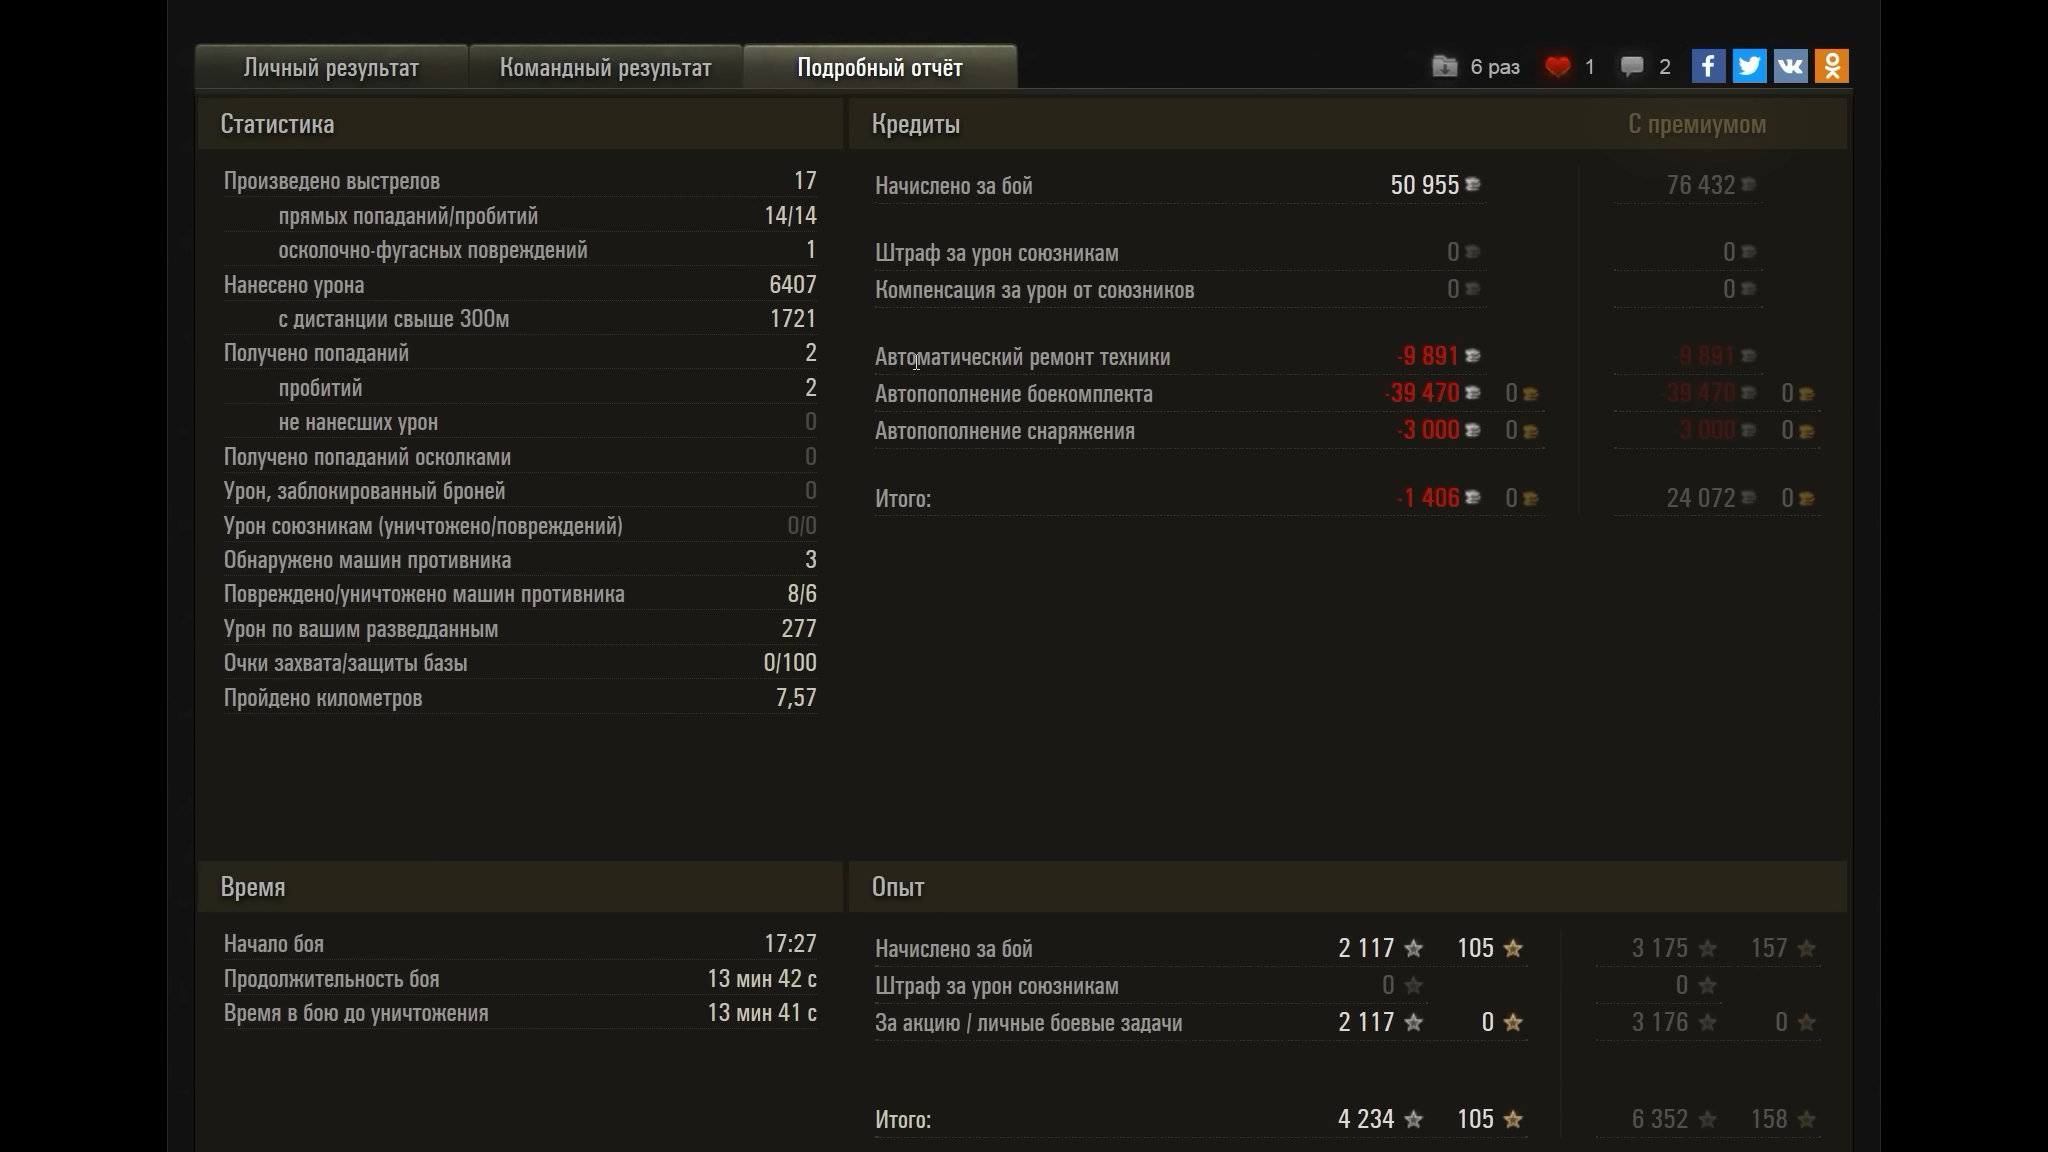 Личный результат Командный результат Подробный отчёт 6 раз 1 2
Статистика
Произведено выстрелов 17
прямых попаданий/пробитий 14/14
осколочно-фугасных повреждений 1
Нанесено урона 6407
с дистанции свыше 300м 1721
Получено попаданий 2
пробитий 2
не нанесших урон 0
Получено попаданий осколками 0
Урон, заблокированный броней 0
Урон союзникам (уничтожено/повреждений) 0/0
Обнаружено машин противника 3
Повреждено/уничтожено машин противника 8/6
Урон по вашим разведданным 277
Очки захвата/защиты базы 0/100
Пройдено километров 7,57
Кредиты С премиумом
Начислено за бой 50 955 76 432
Штраф за урон союзникам 0 0
Компенсация за урон от союзников 0 0
Автоматический ремонт техники -9 891 -9 891
Автопополнение боекомплекта -39 470 0 -39 470 0
Автопополнение снаряжения -3 000 0 -3 000 0
Итого: -1 406 0 24 072 0
Время
Начало боя 17:27
Продолжительность боя 13 мин 42 с
Время в бою до уничтожения 13 мин 41 с
Опыт
Начислено за бой 2 117 105 3 175 157
Штраф за урон союзникам 0 0
За акцию / личные боевые задачи 2 117 0 3 176 0
Итого: 4 234 105 6 352 158